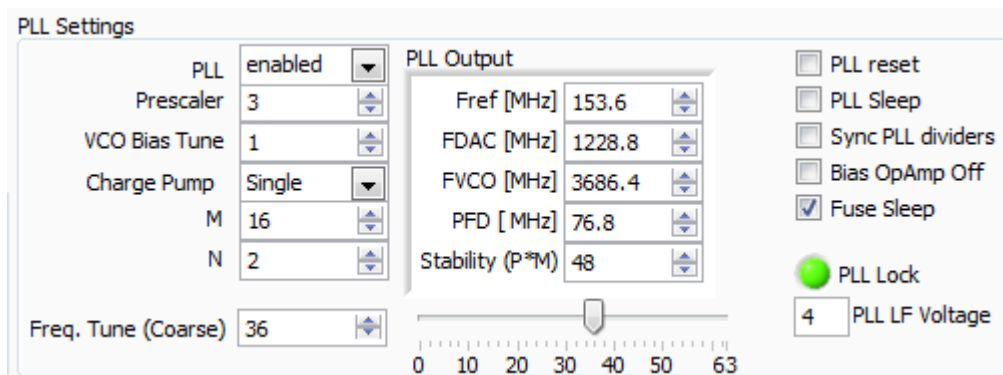 PLL Settings
PLL enabled
Prescaler 3
VCO Bias Tune 1
Charge Pump Single
M 16
N 2
Freq. Tune (Coarse) 36
PLL Output
Fref [MHz] 153.6
FDAC [MHz] 1228.8
FVCO [MHz] 3686.4
PFD [ MHz] 76.8
Stability (P*M) 48
0 10 20 30 40 50 63
PLL reset
PLL Sleep
Sync PLL dividers
Bias OpAmp Off
Fuse Sleep
PLL Lock
4 PLL LF Voltage